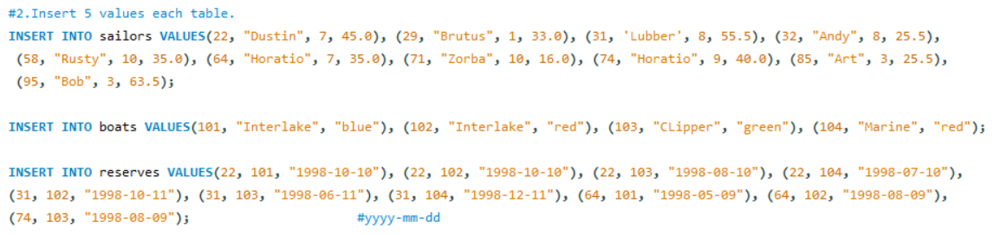 #2.Insert 5 values each table.
INSERT INTO sailors VALUES(22, "Dustin", 7, 45.0), (29, "Brutus", 1, 33.0), (31, 'Lubber', 8, 55.5), (32, "Andy", 8, 25.5),
(58, "Rusty", 10, 35.0), (64, "Horatio", 7, 35.0), (71, "Zorba", 10, 16.0), (74, "Horatio", 9, 40.0), (85, "Art", 3, 25.5),
(95, "Bob", 3, 63.5);
INSERT INTO boats VALUES(101, "Interlake", "blue"), (102, "Interlake", "red"), (103, "CLipper", "green"), (104, "Marine", "red");
INSERT INTO reserves VALUES(22, 101, "1998-10-10"), (22, 102, "1998-10-10"), (22, 103, "1998-08-10"), (22, 104, "1998-07-10"),
(31, 102, "1998-10-11"), (31, 103, "1998-06-11"), (31, 104, "1998-12-11"), (64, 101, "1998-05-09"), (64, 102, "1998-08-09"),
(74, 103, "1998-08-09"); #yyyy-mm-dd